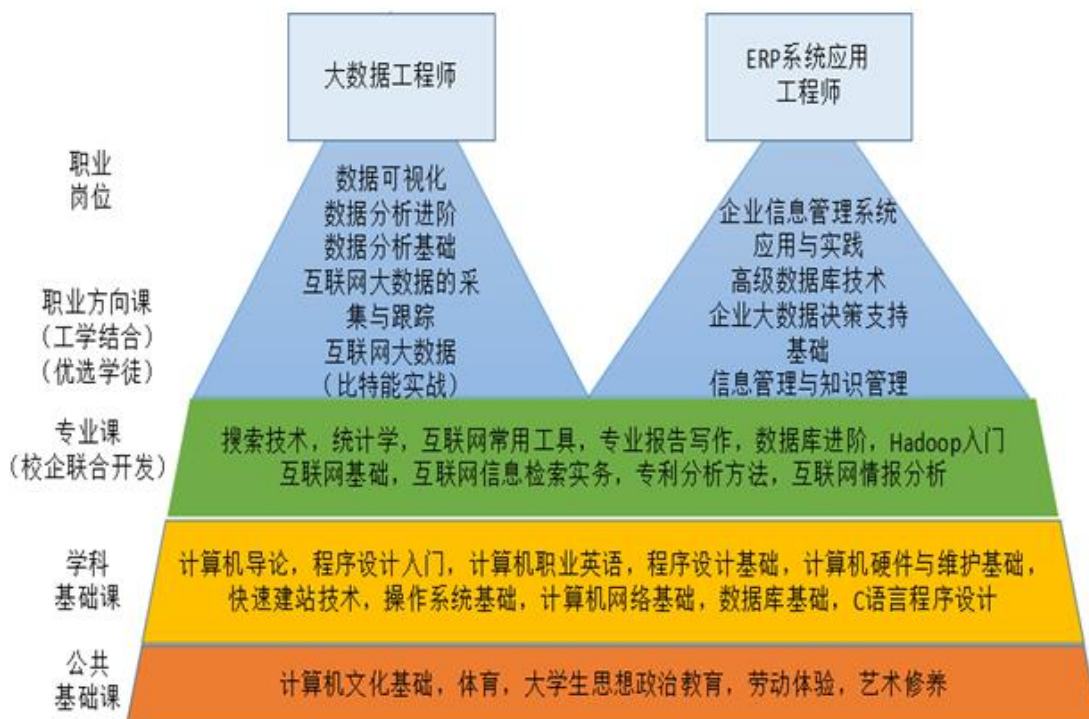 大数据工程师
ERP系统应用
工程师
职业
岗位
数据可视化
数据分析进阶
数据分析基础
互联网大数据的采
集与跟踪
互联网大数据
（比特能实战）
企业信息管理系统
应用与实践
高级数据库技术
企业大数据决策支持
基础
信息管理与知识管理
职业方向课
（工学结合）
（优选学徒）
专业课
（校企联合开发）
搜索技术，统计学，互联网常用工具，专业报告写作，数据库进阶，Hadoop入门
互联网基础，互联网信息检索实务，专利分析方法，互联网情报分析
学科
基础课
计算机导论，程序设计入门，计算机职业英语，程序设计基础，计算机硬件与维护基础，
快速建站技术，操作系统基础，计算机网络基础，数据库基础，C语言程序设计
公共
基础课
计算机文化基础，体育，大学生思想政治教育，劳动体验，艺术修养